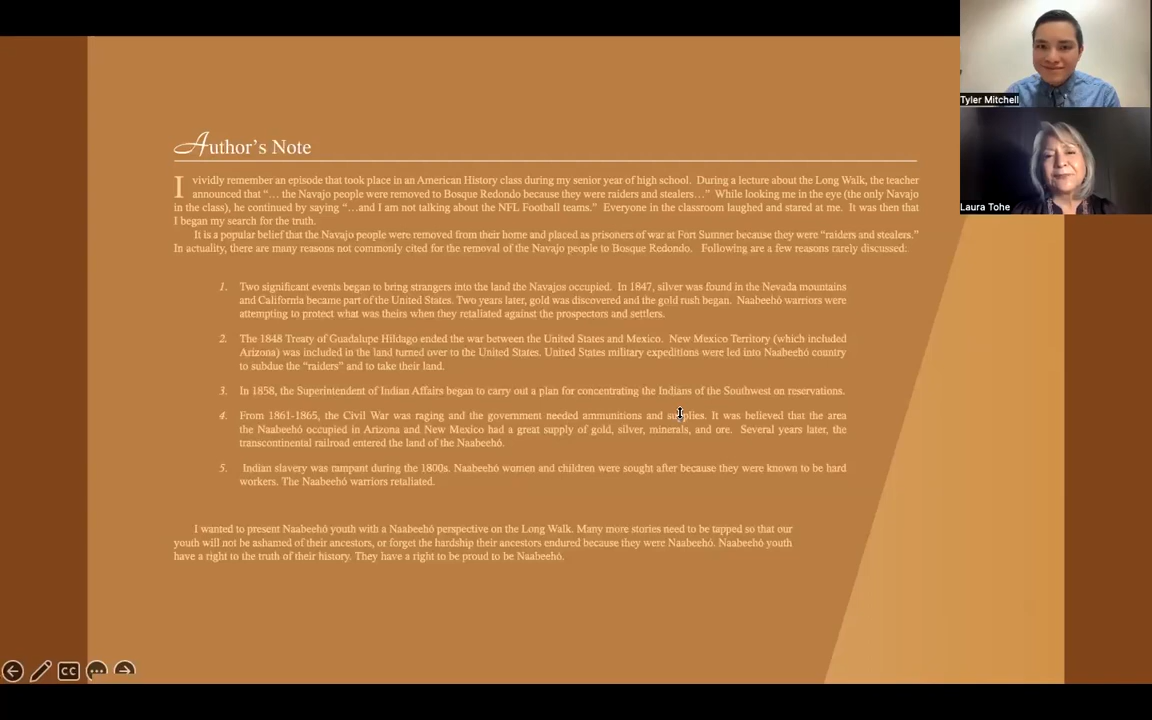 Tyler Mitchell
Laura Tohe
Author's Note
I vividly remember an episode that took place in an American History class during my senior year of high school. During a lecture about the Long Walk, the teacher
announced that “… the Navajo people were removed to Bosque Redondo because they were raiders and stealers…” While looking me in the eye (the only Navajo
in the class), he continued by saying “…and I am not talking about the NFL Football teams.” Everyone in the classroom laughed and stared at me. It was then that
I began my search for the truth.
It is a popular belief that the Navajo people were removed from their home and placed as prisoners of war at Fort Sumner because they were “raiders and stealers.”
In actuality, there are many reasons not commonly cited for the removal of the Navajo people to Bosque Redondo. Following are a few reasons rarely discussed:
1. Two significant events began to bring strangers into the land the Navajos occupied. In 1847, silver was found in the Nevada mountains
and California became part of the United States. Two years later, gold was discovered and the gold rush began. Naabeehó warriors were
attempting to protect what was theirs when they retaliated against the prospectors and settlers.
2. The 1848 Treaty of Guadalupe Hildago ended the war between the United States and Mexico. New Mexico Territory (which included
Arizona) was included in the land turned over to the United States. United States military expeditions were led into Naabeehó country
to subdue the “raiders” and to take their land.
3. In 1858, the Superintendent of Indian Affairs began to carry out a plan for concentrating the Indians of the Southwest on reservations.
4. From 1861-1865, the Civil War was raging and the government needed ammunitions and supplies. It was believed that the area
the Naabeehó occupied in Arizona and New Mexico had a great supply of gold, silver, minerals, and ore. Several years later, the
transcontinental railroad entered the land of the Naabeehó.
5. Indian slavery was rampant during the 1800s. Naabeehó women and children were sought after because they were known to be hard
workers. The Naabeehó warriors retaliated.
I wanted to present Naabeehó youth with a Naabeehó perspective on the Long Walk. Many more stories need to be tapped so that our
youth will not be ashamed of their ancestors, or forget the hardship their ancestors endured because they were Naabeehó. Naabeehó youth
have a right to the truth of their history. They have a right to be proud to be Naabeehó.
CC